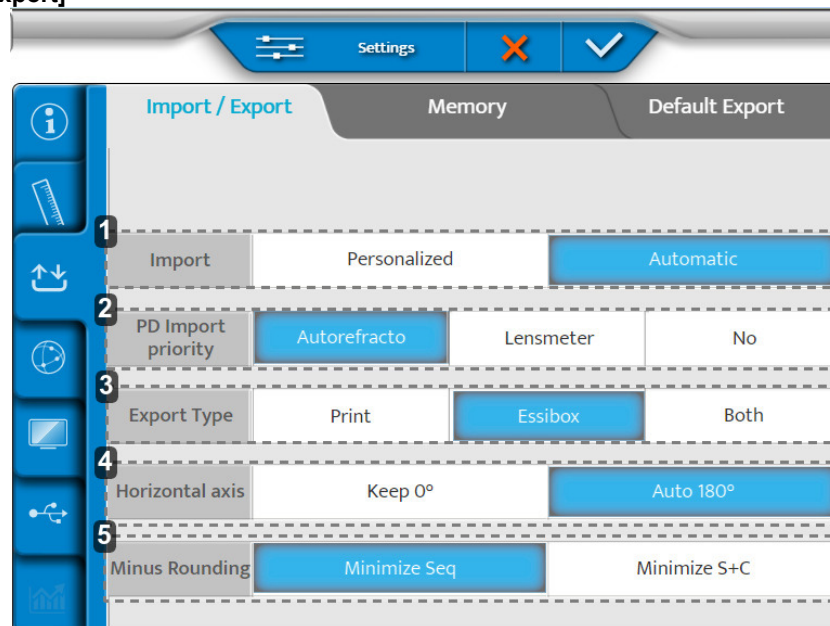 xport]
Settings
Import / Export Memory Default Export
1
Import Personalized Automatic
2
PD Import
priority
Autorefracto Lensmeter No
3
Export Type Print Essibox Both
4
Horizontal axis Keep 0° Auto 180°
5
Minus Rounding Minimize Seq Minimize S+C